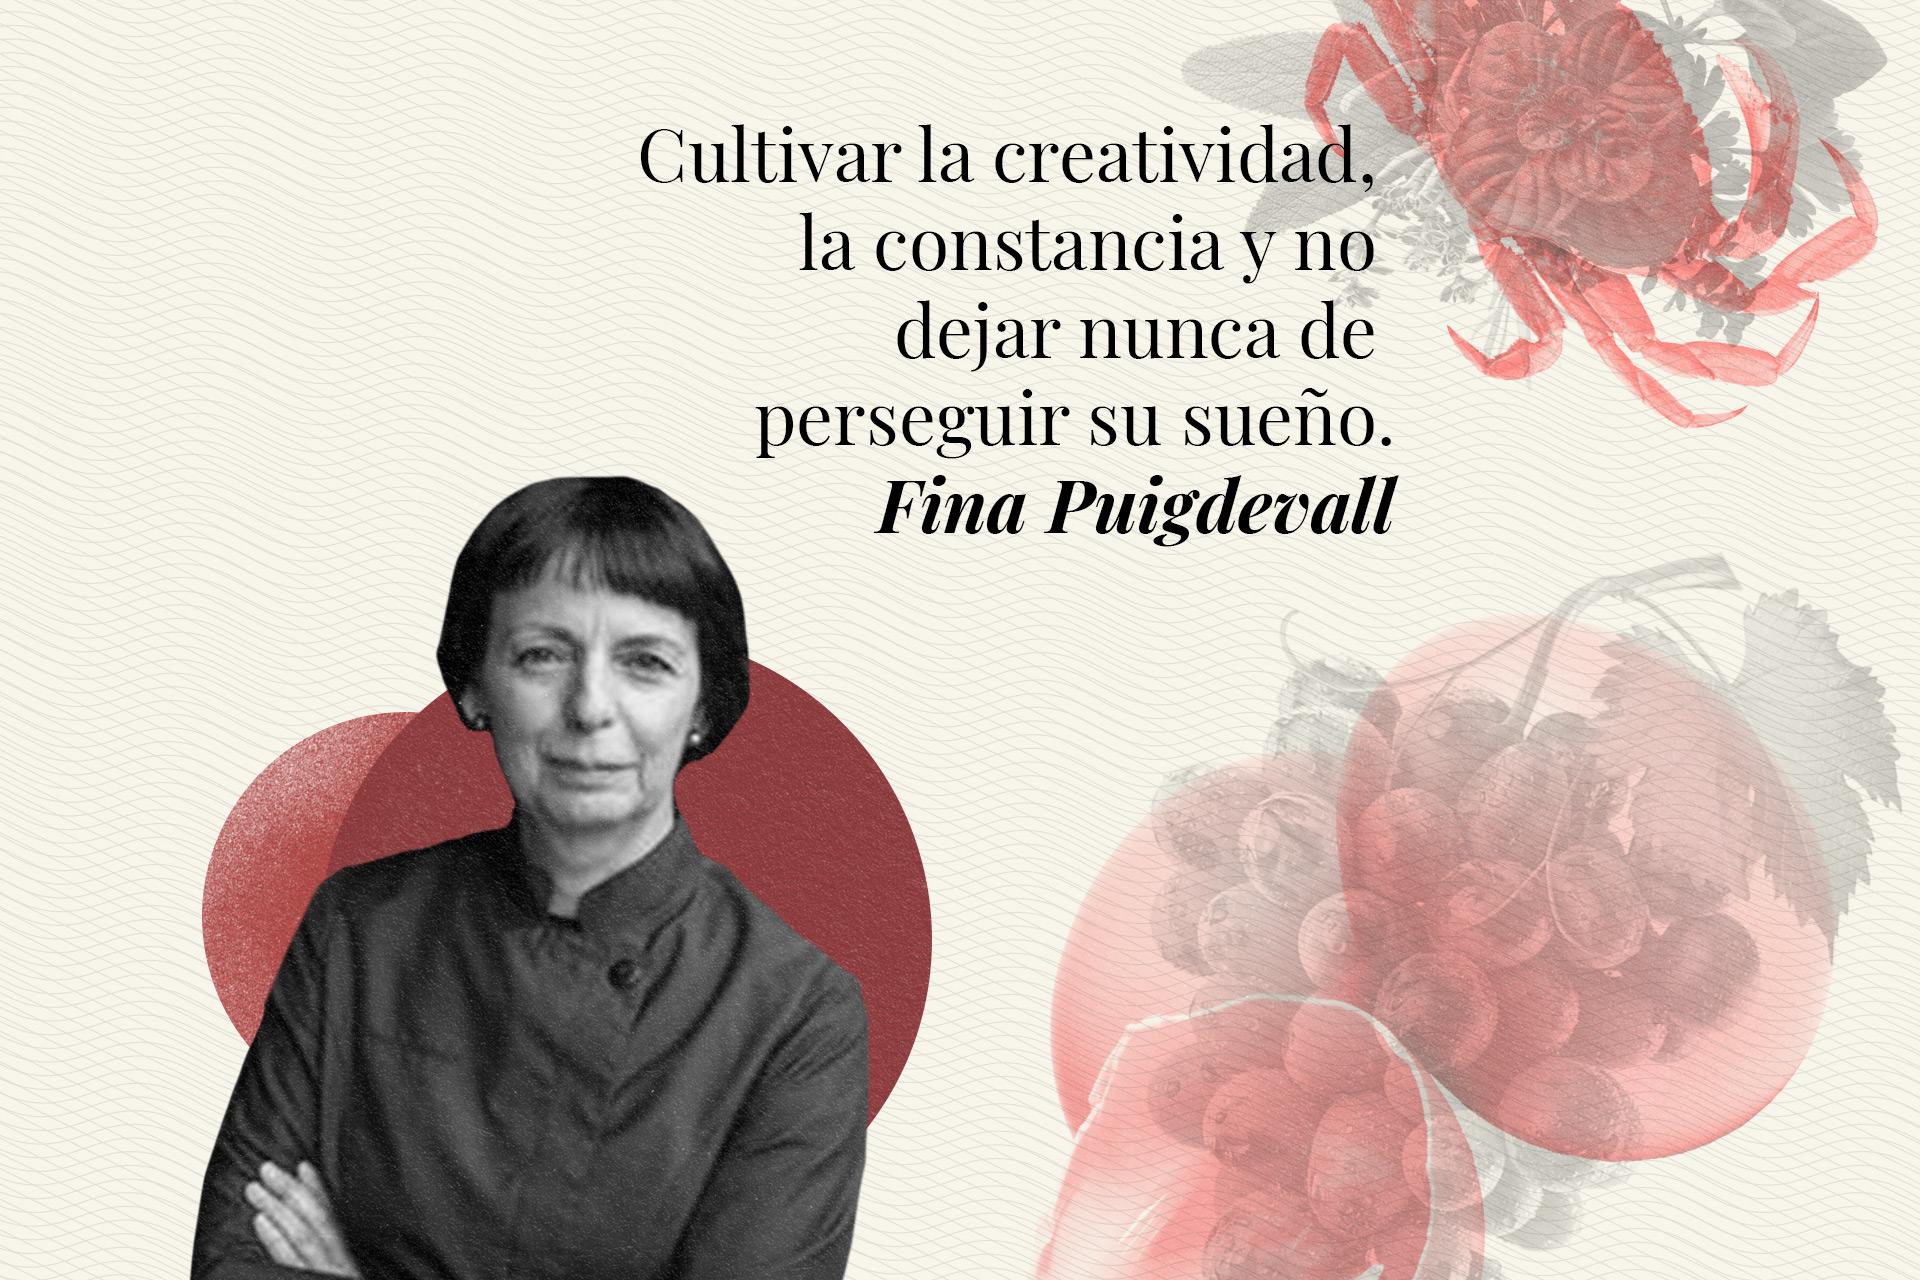 Cultivar la creatividad,
la constancia y no
dejar nunca de
perseguir su sueño.
Fina Puigdevall